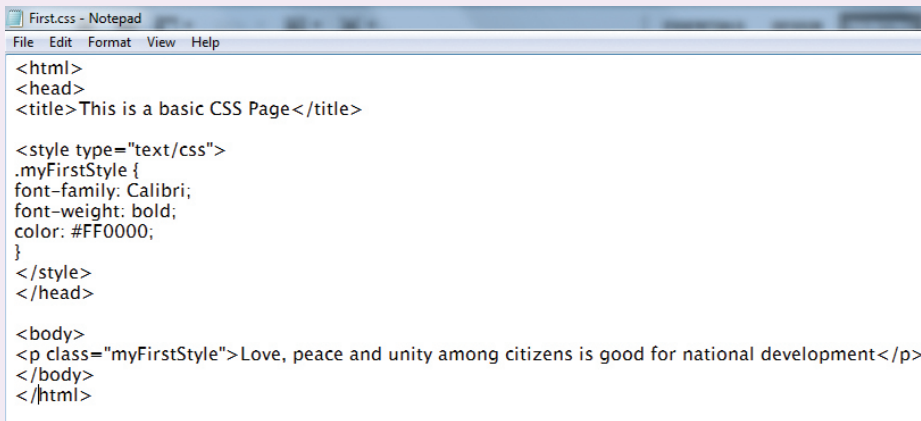 First.css - Notepad
File Edit Format View Help
<html>
<head>
<title>This is a basic CSS Page</title>
<style type="text/css">
.myFirstStyle {
font-family: Calibri;
font-weight: bold;
color: #FF0000;
}
</style>
</head>
<body>
<p class="myFirstStyle">Love, peace and unity among citizens is good for national development</p>
</body>
</html>